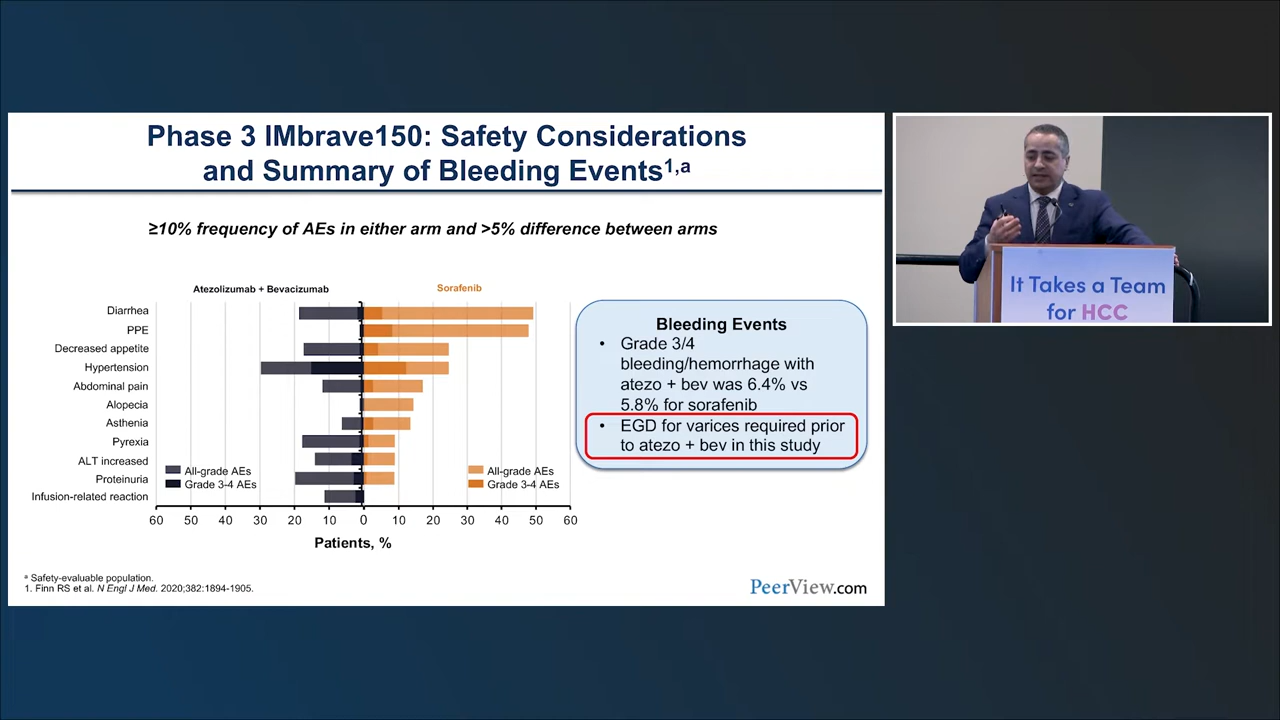 Phase 3 IMbrave150: Safety Considerations
and Summary of Bleeding Events1,a
≥10% frequency of AEs in either arm and >5% difference between arms
Atezolizumab + Bevacizumab
Sorafenib
Diarrhea
PPE
Decreased appetite
Hypertension
Abdominal pain
Alopecia
Asthenia
Pyrexia
ALT increased
Proteinuria
Infusion-related reaction
All-grade AEs
Grade 3-4 AEs
All-grade AEs
Grade 3-4 AEs
60 50 40 30 20 10 0 10 20 30 40 50 60
Patients, %
Bleeding Events
• Grade 3/4
bleeding/hemorrhage with
atezo + bev was 6.4% vs
5.8% for sorafenib
• EGD for varices required prior
to atezo + bev in this study
a Safety-evaluable population.
1. Finn RS et al. N Engl J Med. 2020;382:1894-1905.
PeerView.com
It Takes a Team
for HCC